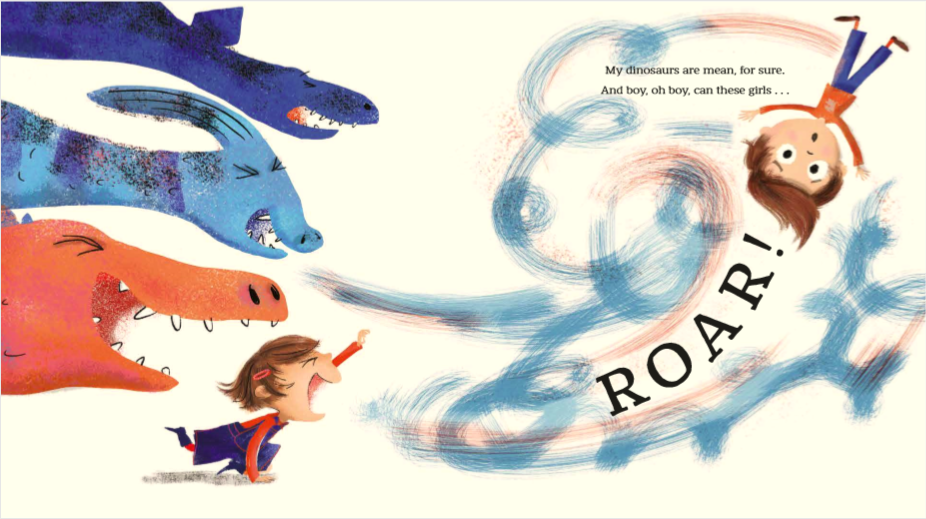 My dinosaurs are mean, for sure.
And boy, oh boy, can these girls . . .
ROAR!